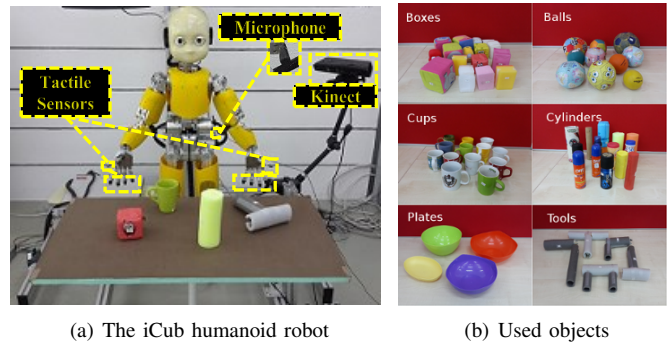 Microphone
Tactile
Sensors
Kinect
Boxes
Balls
Cups
Cylinders
Plates
Tools
(a) The iCub humanoid robot
(b) Used objects